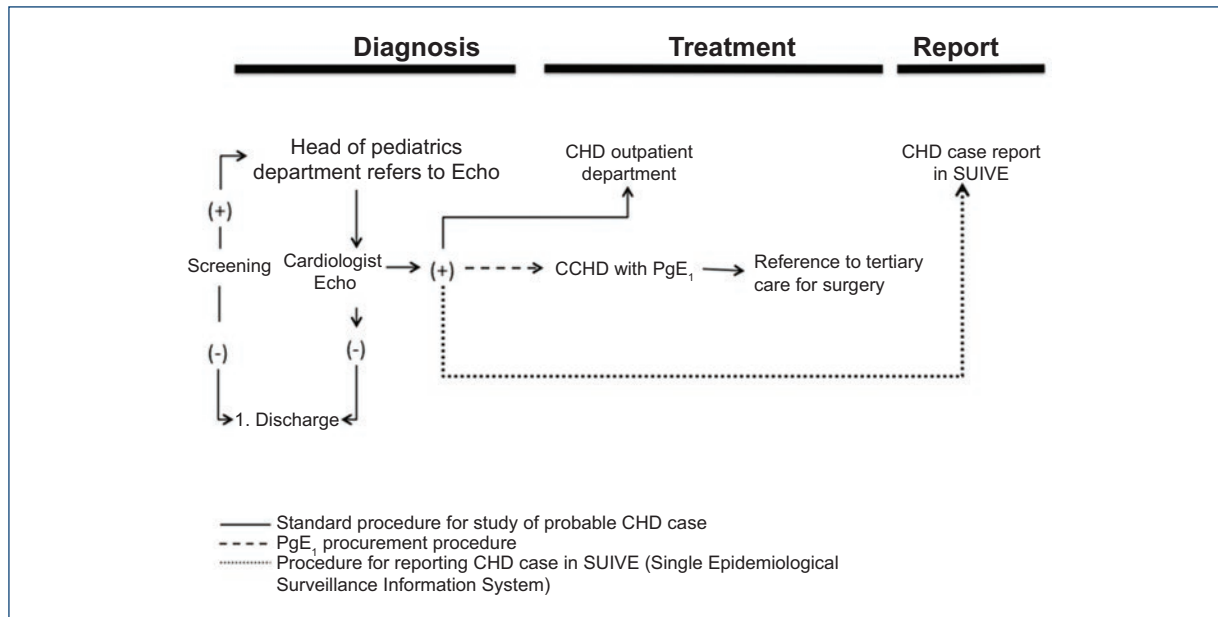 Diagnosis
Treatment
Report
Head of pediatrics
department refers to Echo
CHD outpatient
department
CHD case report
in SUIVE
(+)
Screening
Cardiologist
Echo
(+)
CCHD with PgE₁
Reference to tertiary
care for surgery
(-)
(-)
1. Discharge
Standard procedure for study of probable CHD case
PgE₁ procurement procedure
Procedure for reporting CHD case in SUIVE (Single Epidemiological
Surveillance Information System)